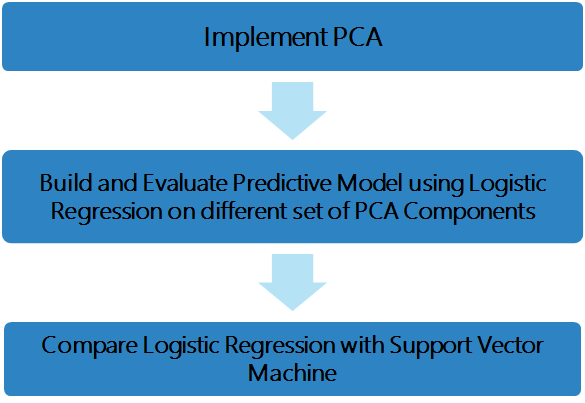 Implement PCA
Build and Evaluate Predictive Model using Logistic
Regression on different set of PCA Components
Compare Logistic Regression with Support Vector
Machine